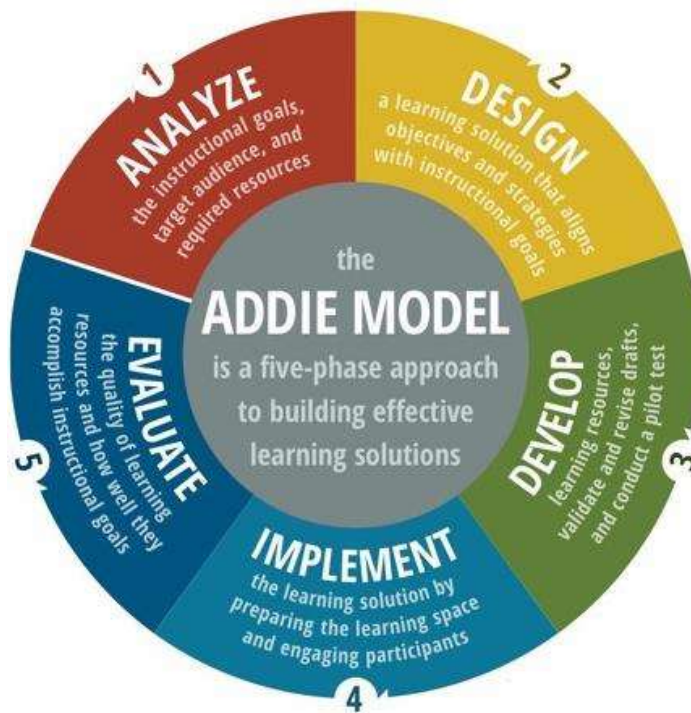 the
ADDIE MODEL
is a five-phase approach
to building effective
learning solutions
1
ANALYZE
the instructional goals,
target audience, and
required resources
2
DESIGN
a learning solution that aligns
objectives and strategies
with instructional goals
3
DEVELOP
learning resources,
validate and revise drafts,
and conduct a pilot test
4
IMPLEMENT
the learning solution by
preparing the learning space
and engaging participants
5
EVALUATE
the quality of learning
resources and how well they
accomplish instructional goals